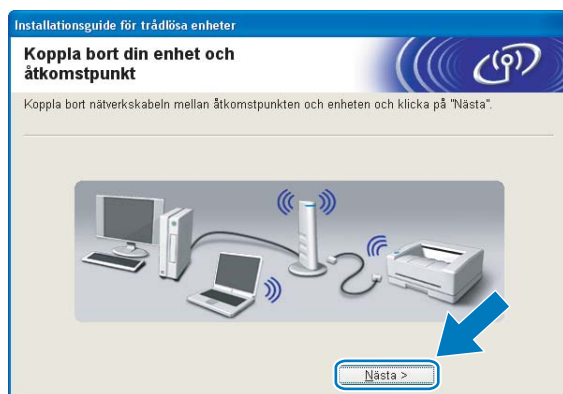 Installationsguide för trådlösa enheter
Koppla bort din enhet och
åtkomstpunkt
Koppla bort nätverkskabeln mellan åtkomstpunkten och enheten och klicka på "Nästa".
Nästa >